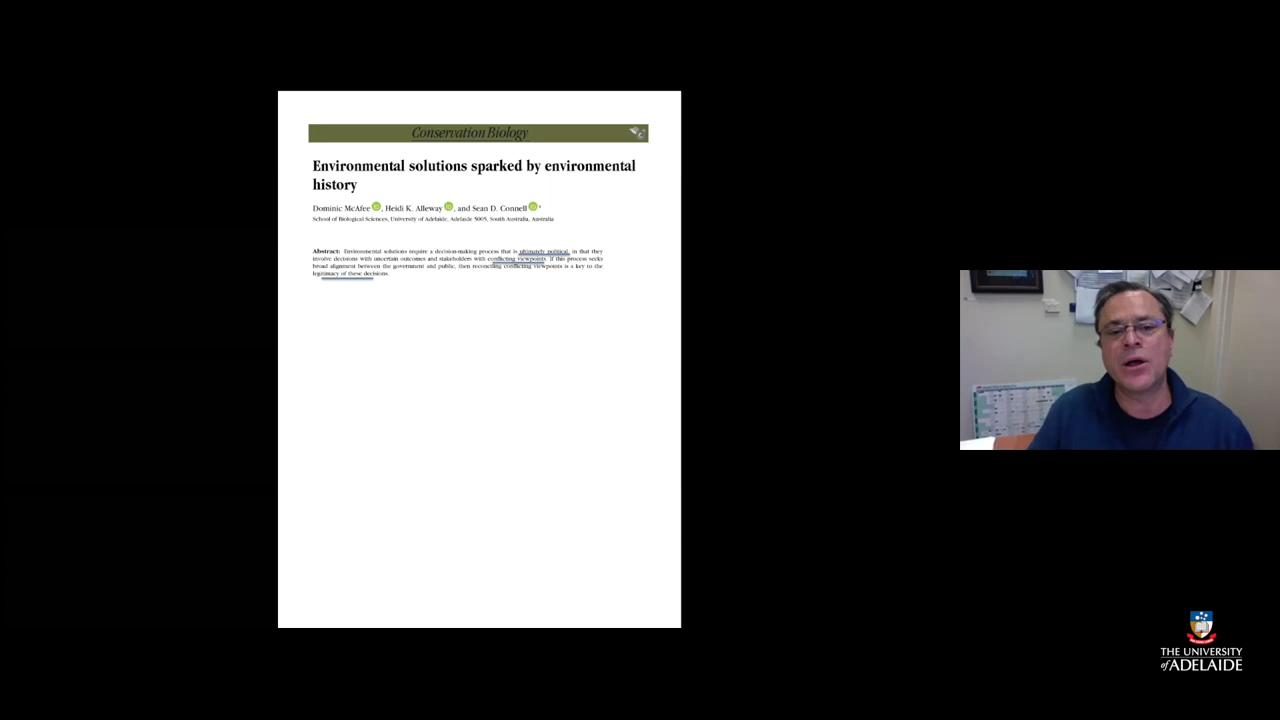 Conservation Biology
Environmental solutions sparked by environmental
history
Dominic McAfee iD, Heidi K. Alleway iD, and Sean D. Connell iD *
School of Biological Sciences, University of Adelaide, Adelaide 5005, South Australia, Australia
Abstract: Environmental solutions require a decision-making process that is ultimately political, in that they
involve decisions with uncertain outcomes and stakeholders with conflicting viewpoints. If this process seeks
broad alignment between the government and public, then reconciling conflicting viewpoints is a key to the
legitimacy of these decisions.
THE UNIVERSITY
of ADELAIDE